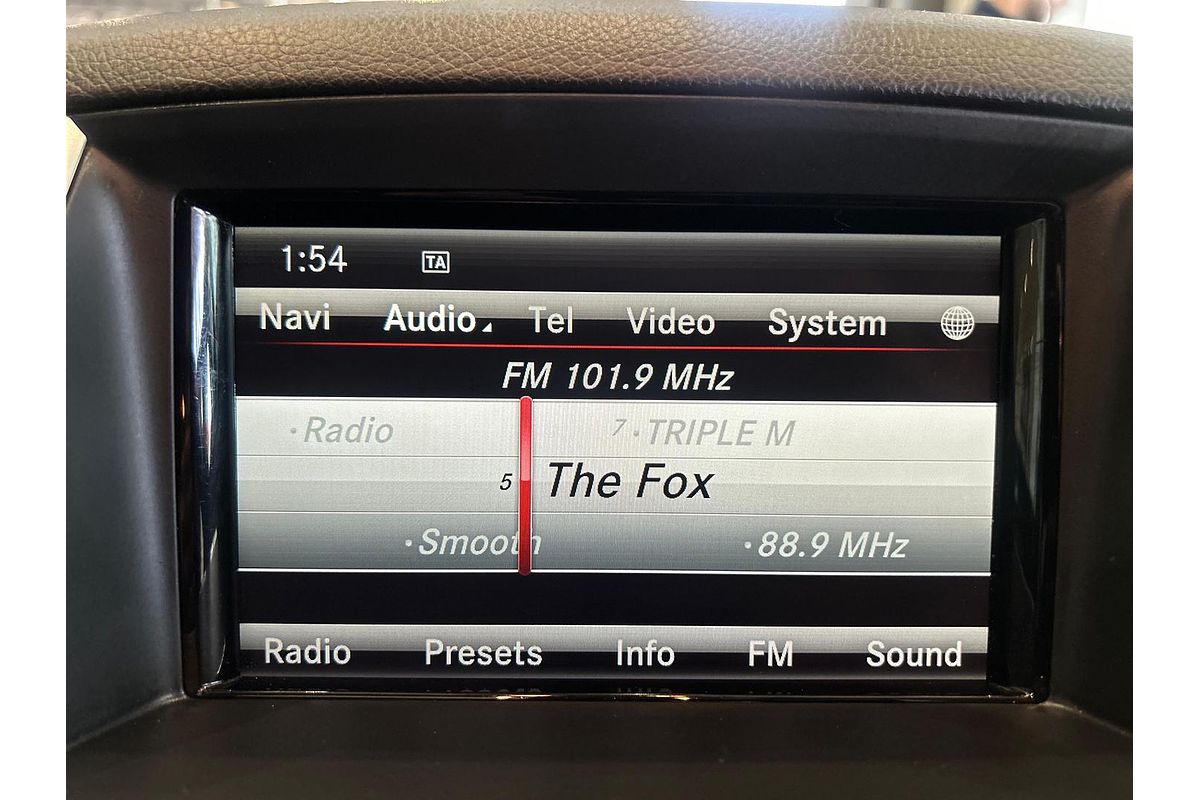 1:54 TA
Navi Audio Tel Video System
FM 101.9 MHz
·Radio 7·TRIPLE M
5 The Fox
·Smooth ·88.9 MHz
Radio Presets Info FM Sound